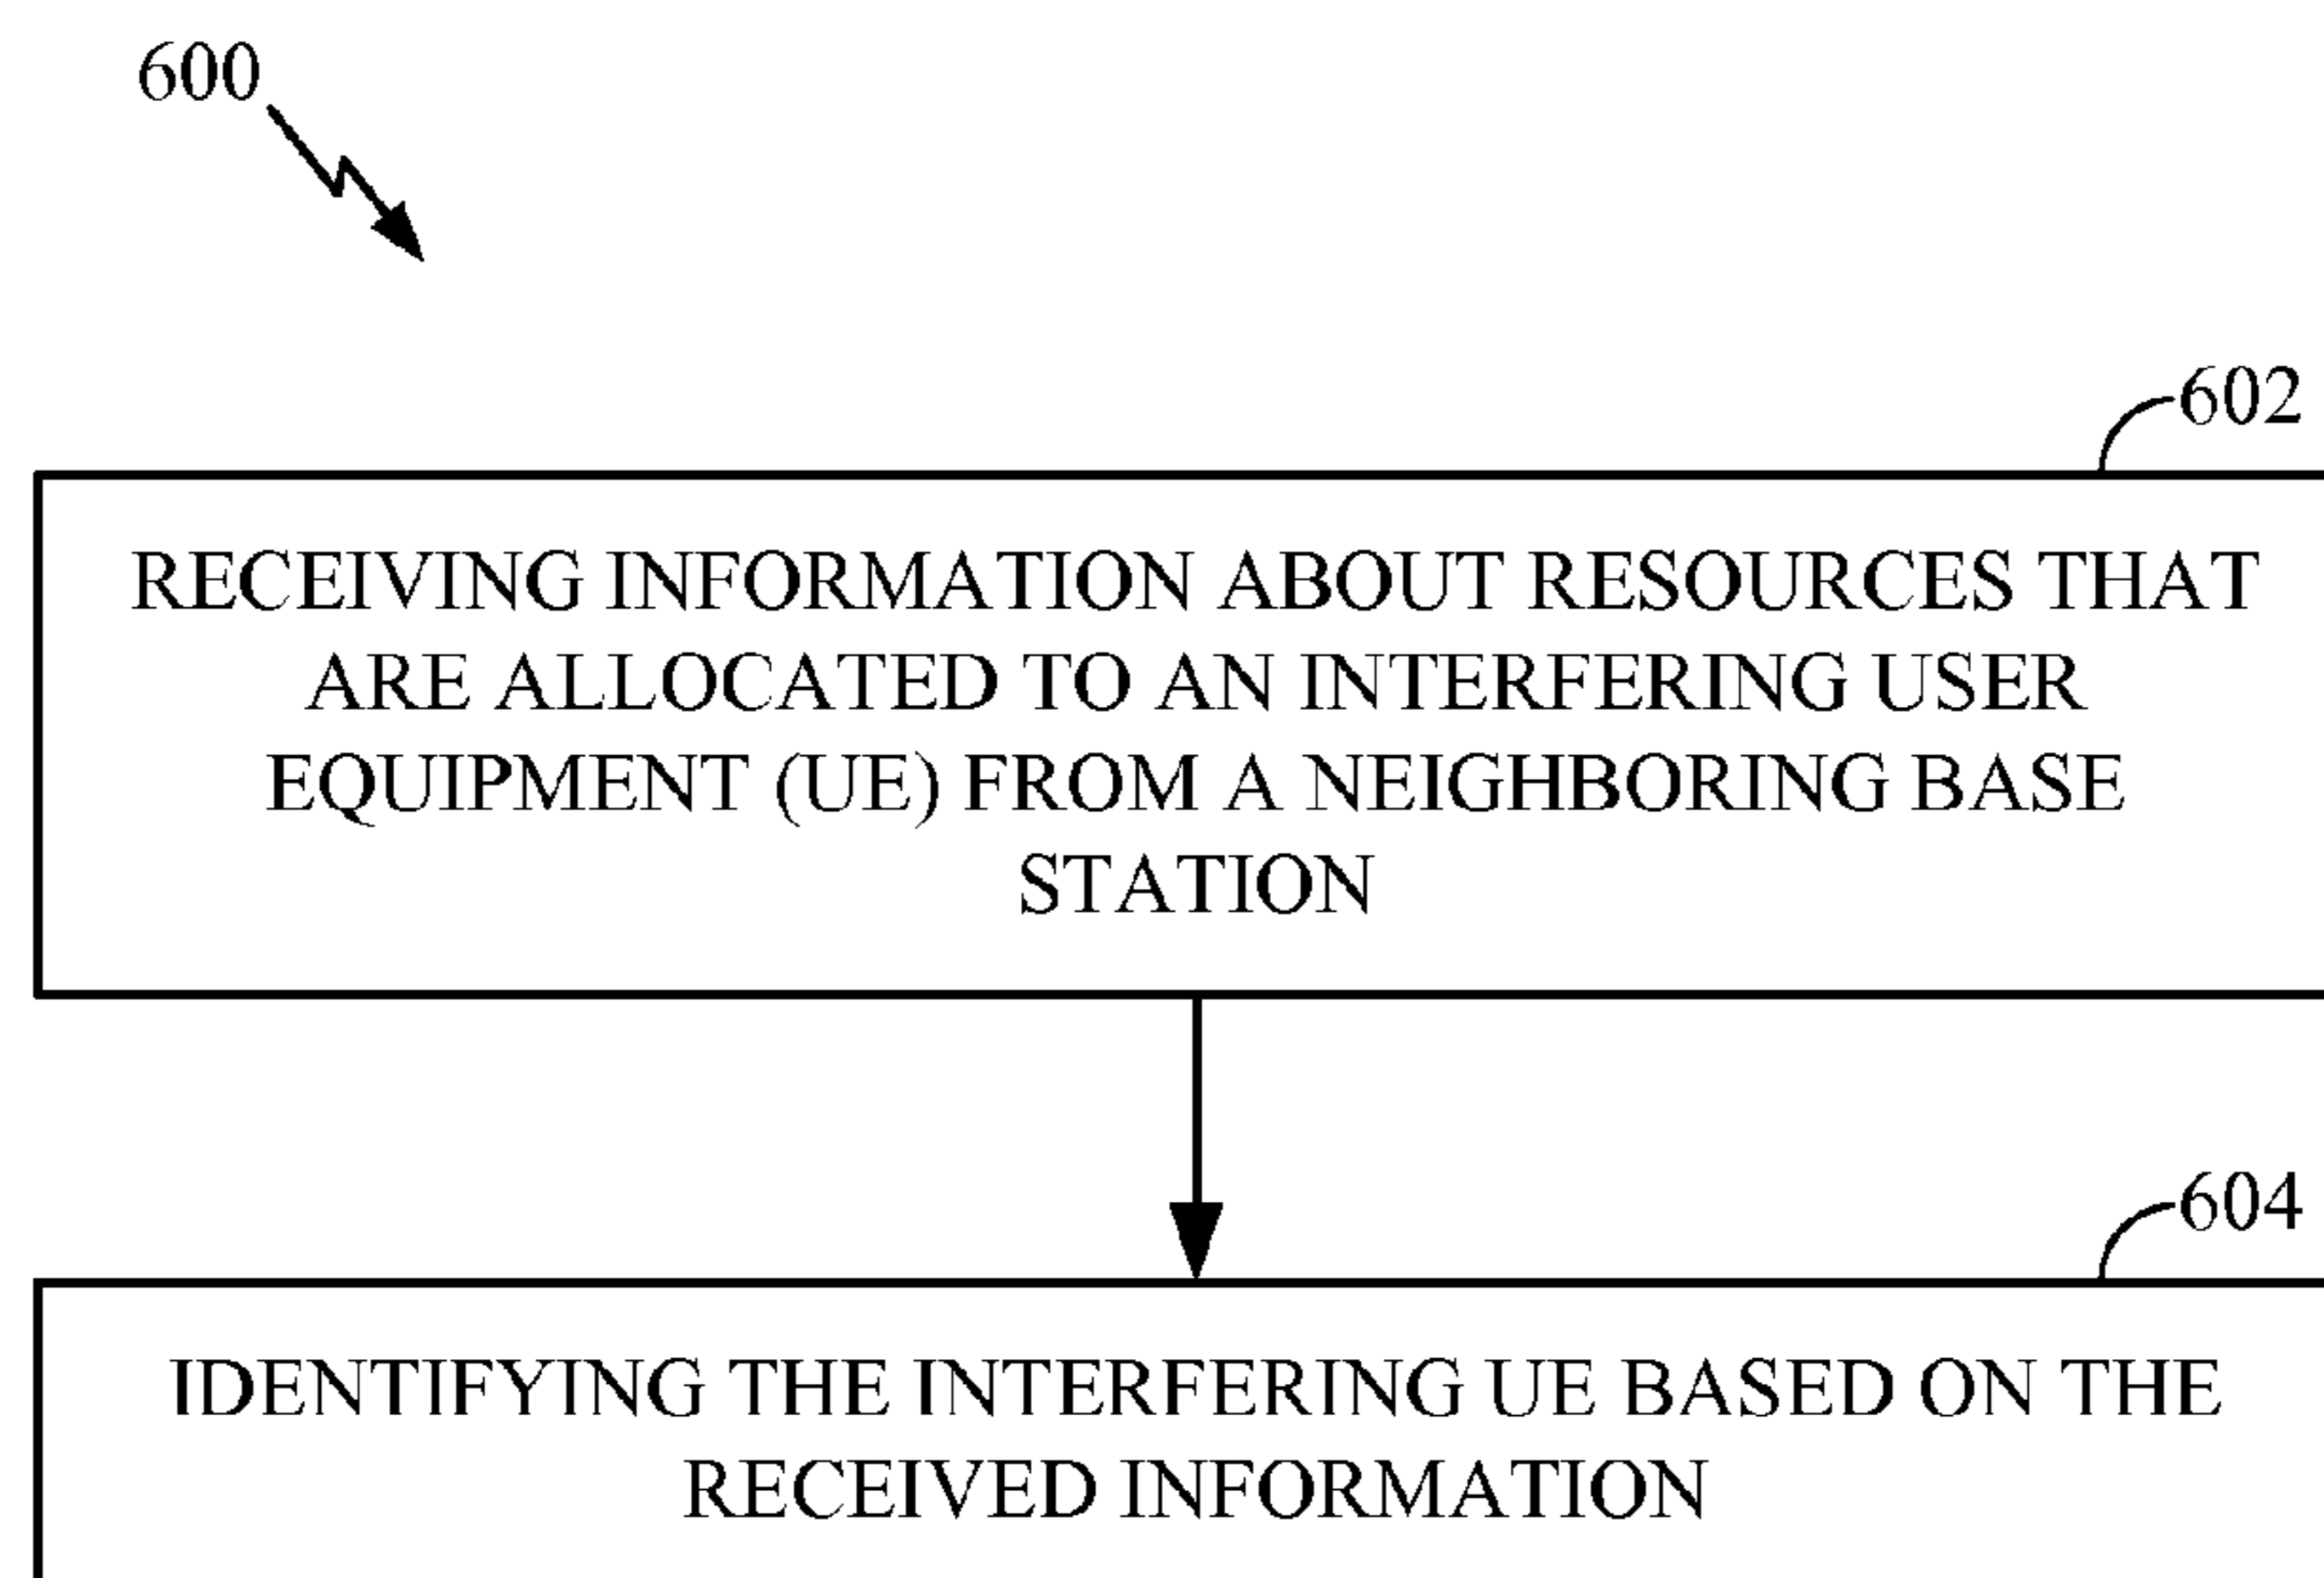 600
602
RECEIVING INFORMATION ABOUT RESOURCES THAT
ARE ALLOCATED TO AN INTERFERING USER
EQUIPMENT (UE) FROM A NEIGHBORING BASE
STATION
604
IDENTIFYING THE INTERFERING UE BASED ON THE
RECEIVED INFORMATION